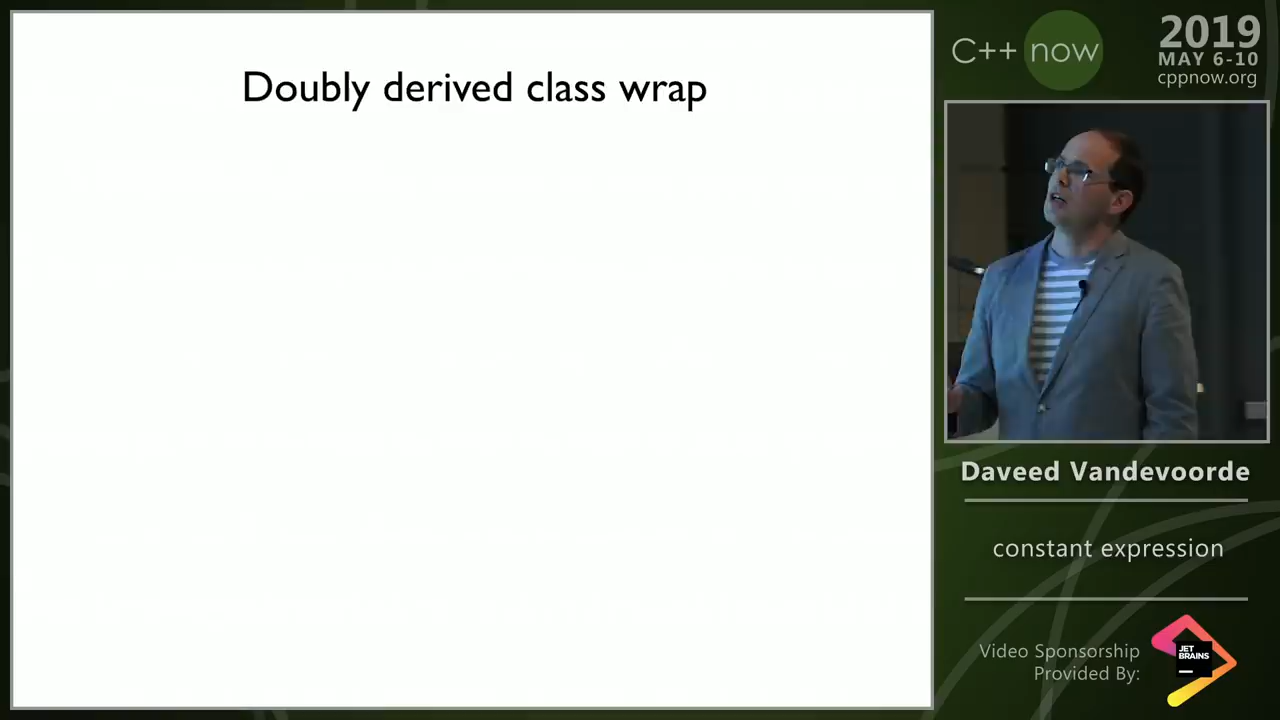 Doubly derived class wrap
C++ now
2019
MAY 6-10
cppnow.org
Daveed Vandevoorde
constant expression
Video Sponsorship
Provided By:
JET
BRAINS